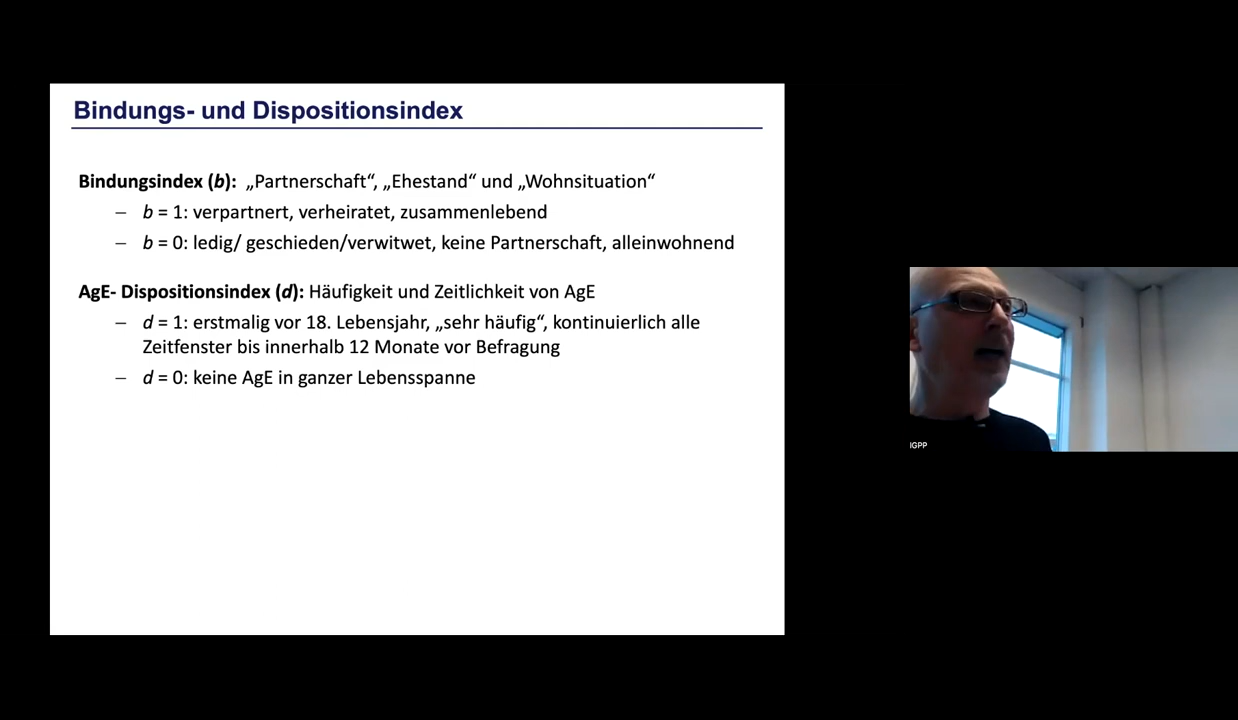 Bindungs- und Dispositionsindex
Bindungsindex (b): „Partnerschaft“, „Ehestand“ und „Wohnsituation“
– b = 1: verpartnert, verheiratet, zusammenlebend
– b = 0: ledig/ geschieden/verwitwet, keine Partnerschaft, alleinwohnend
AgE- Dispositionsindex (d): Häufigkeit und Zeitlichkeit von AgE
– d = 1: erstmalig vor 18. Lebensjahr, „sehr häufig“, kontinuierlich alle
Zeitfenster bis innerhalb 12 Monate vor Befragung
– d = 0: keine AgE in ganzer Lebensspanne
IGPP